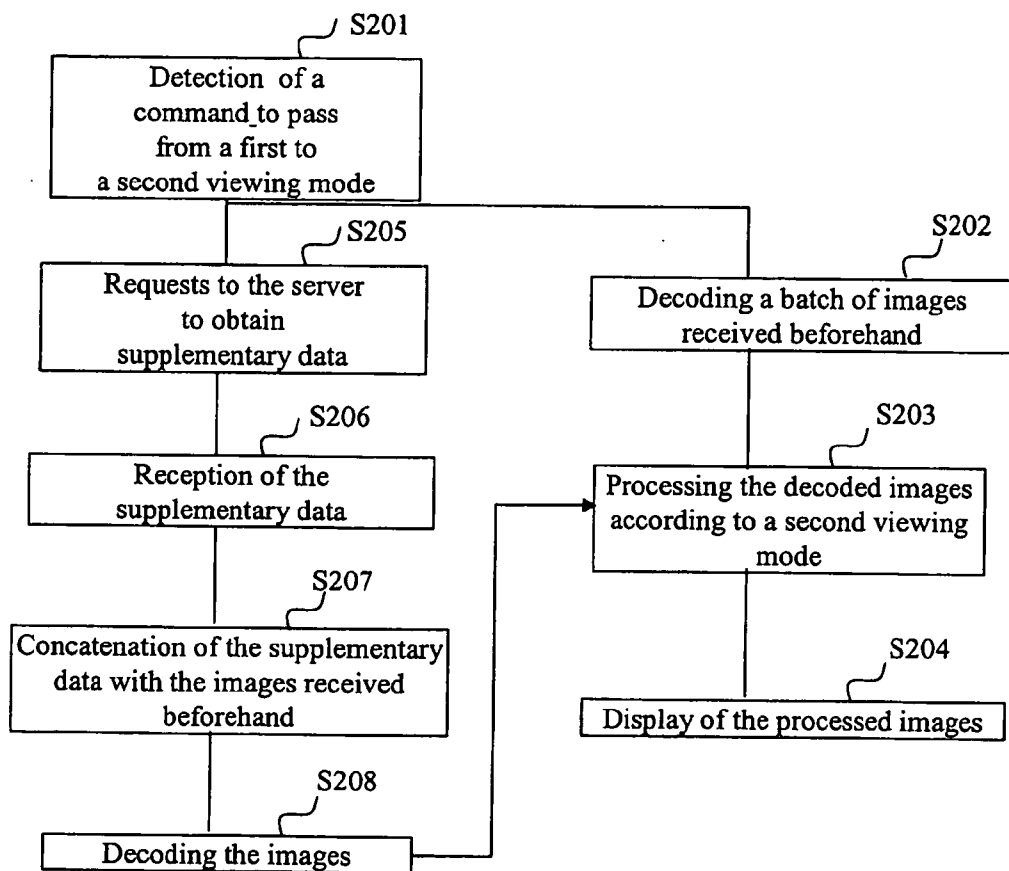 S201
Detection of a
command to pass
from a first to
a second viewing mode
S205
Requests to the server
to obtain
supplementary data
S206
Reception of the
supplementary data
S207
Concatenation of the supplementary
data with the images received
beforehand
S208
Decoding the images
S202
Decoding a batch of images
received beforehand
S203
Processing the decoded images
according to a second viewing
mode
S204
Display of the processed images